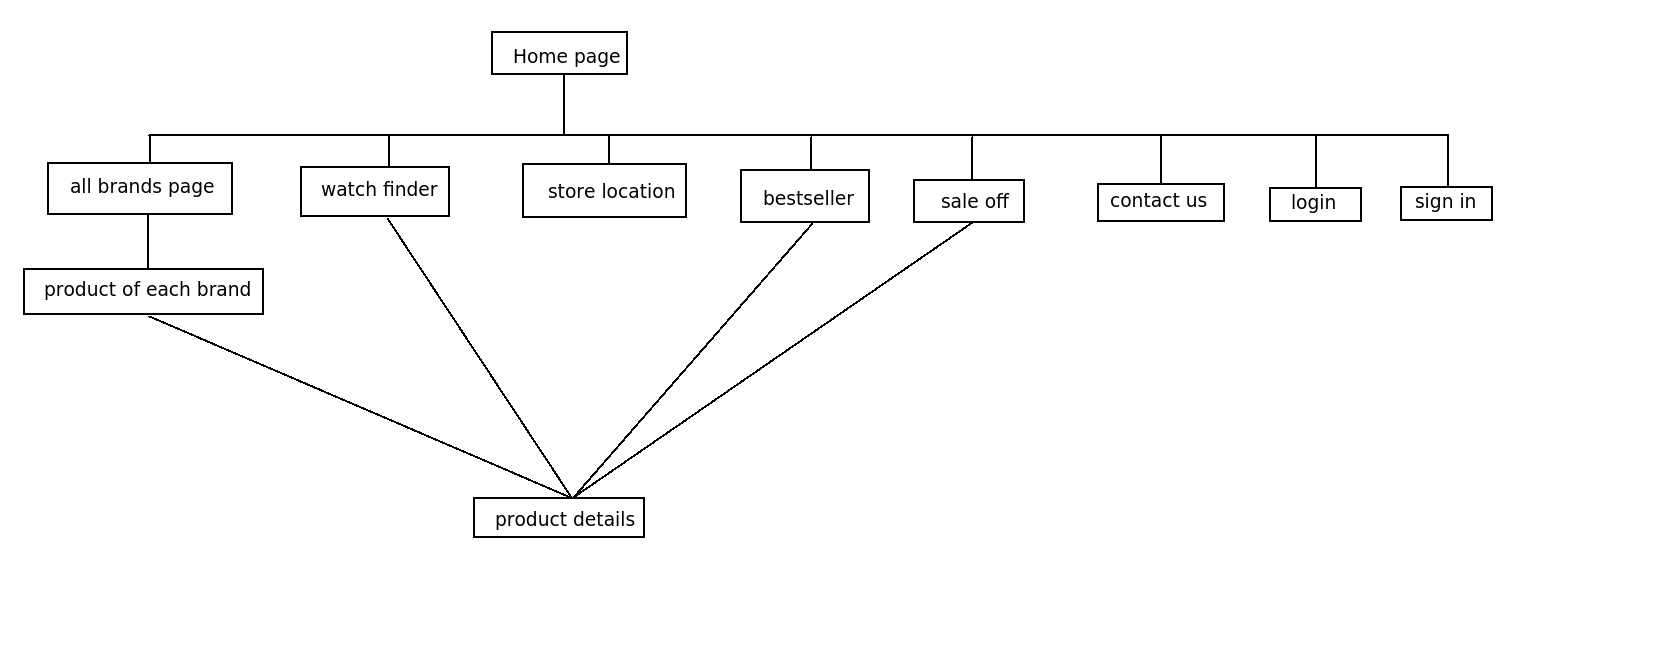 Home page
all brands page
watch finder
store location
bestseller
sale off
contact us
login
sign in
product of each brand
product details